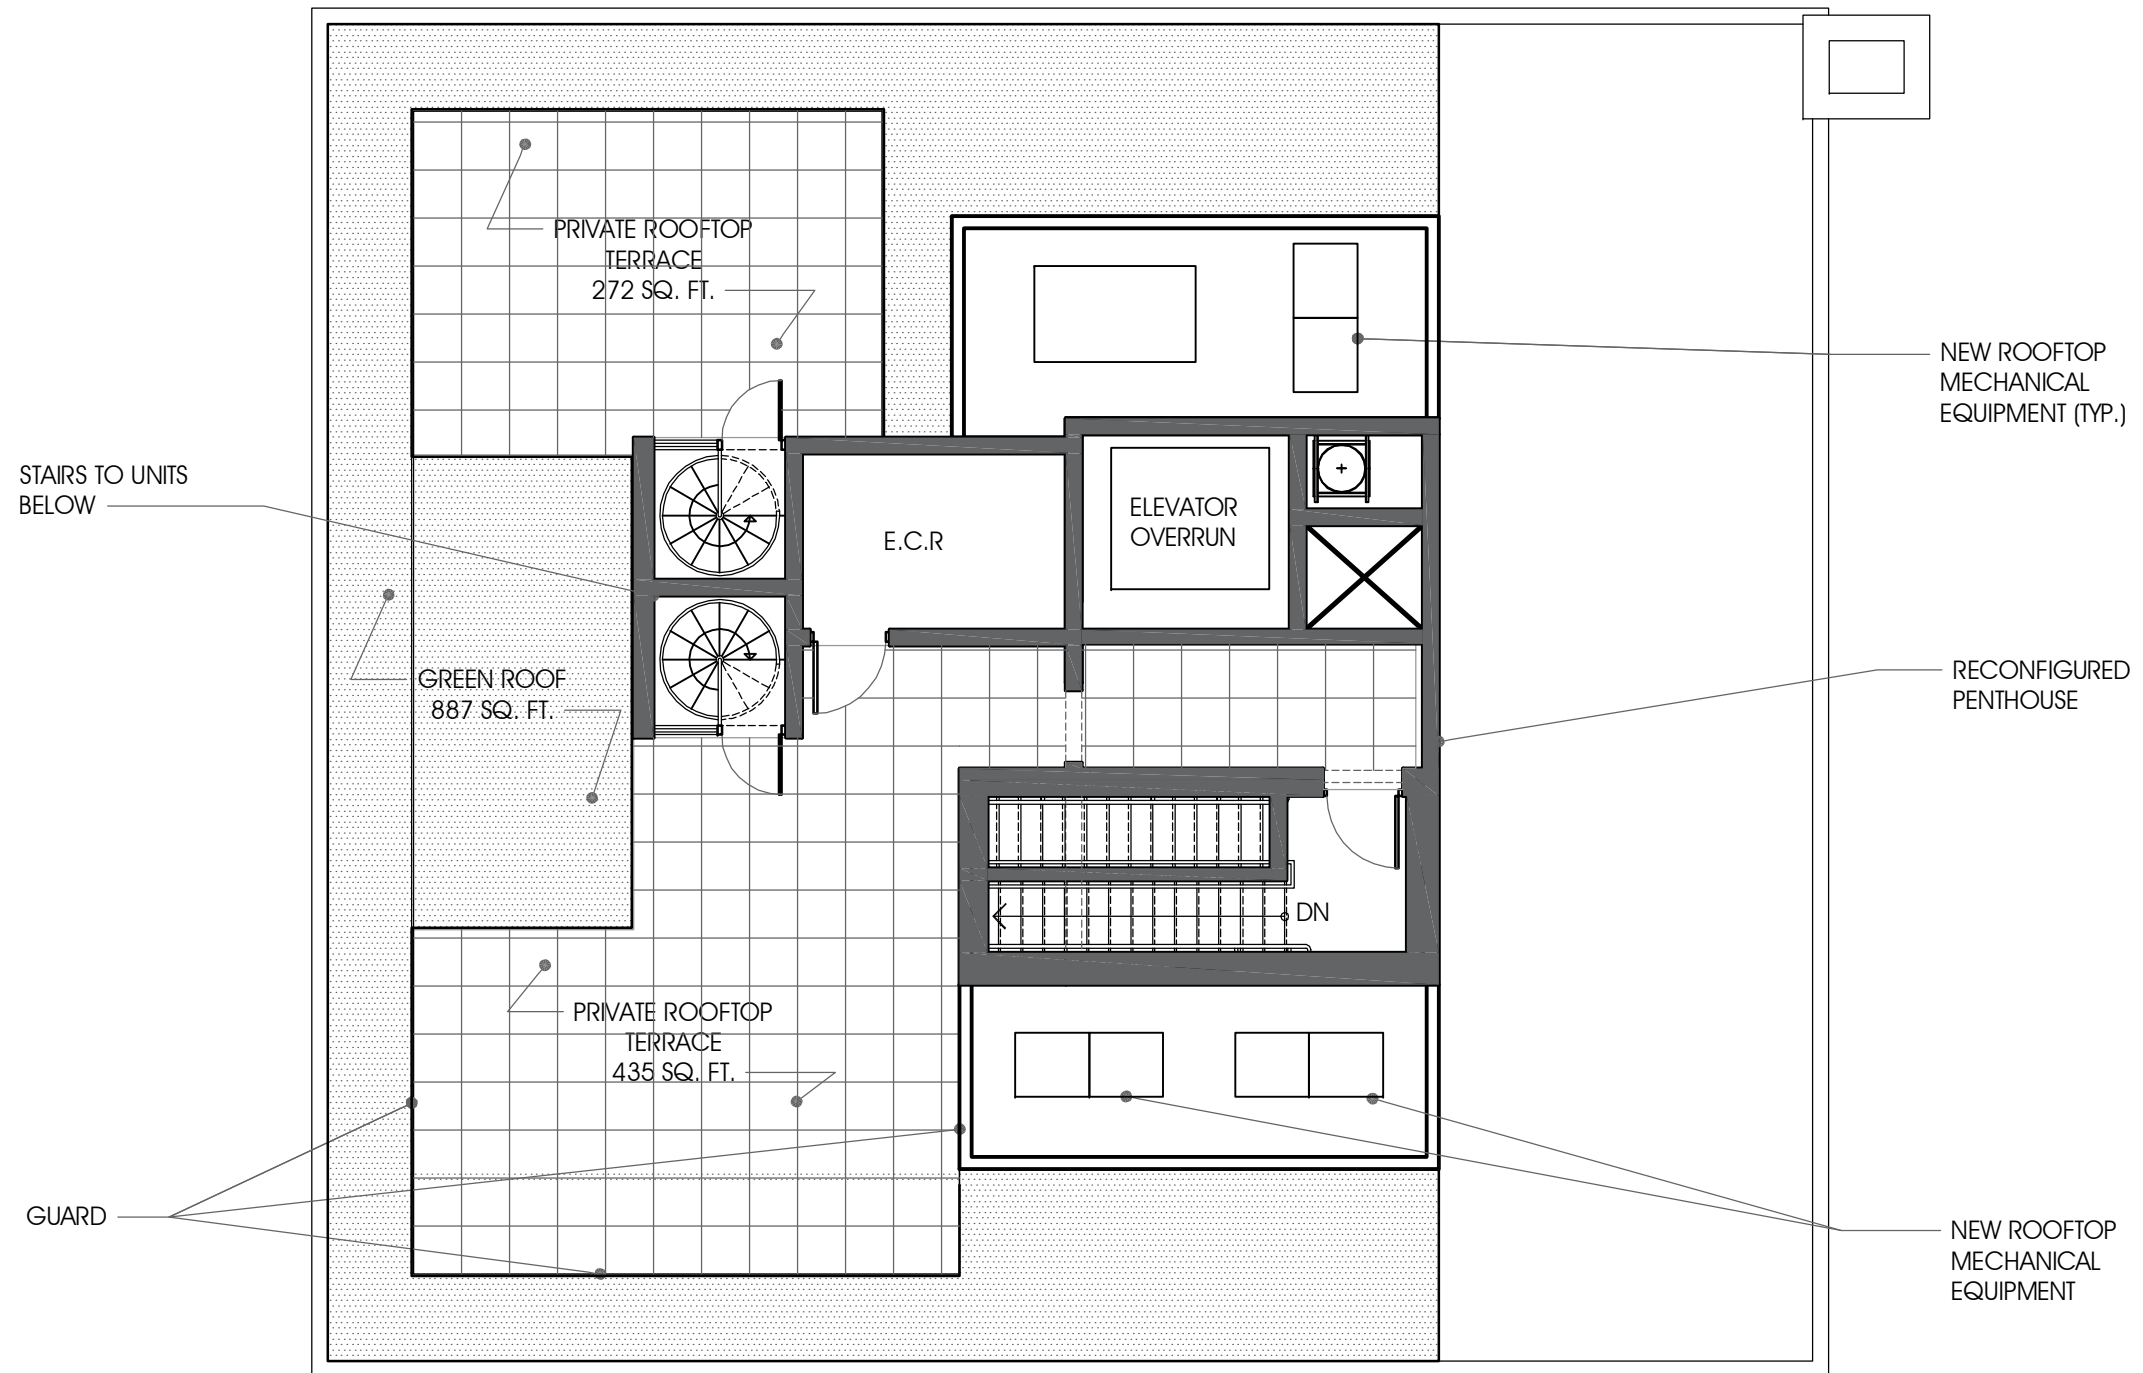 PRIVATE ROOFTOP
TERRACE
272 SQ. FT.
NEW ROOFTOP
MECHANICAL
EQUIPMENT (TYP.)
STAIRS TO UNITS
BELOW
E.C.R
ELEVATOR
OVERRUN
GREEN ROOF
887 SQ. FT.
RECONFIGURED
PENTHOUSE
DN
PRIVATE ROOFTOP
TERRACE
435 SQ. FT.
GUARD
NEW ROOFTOP
MECHANICAL
EQUIPMENT